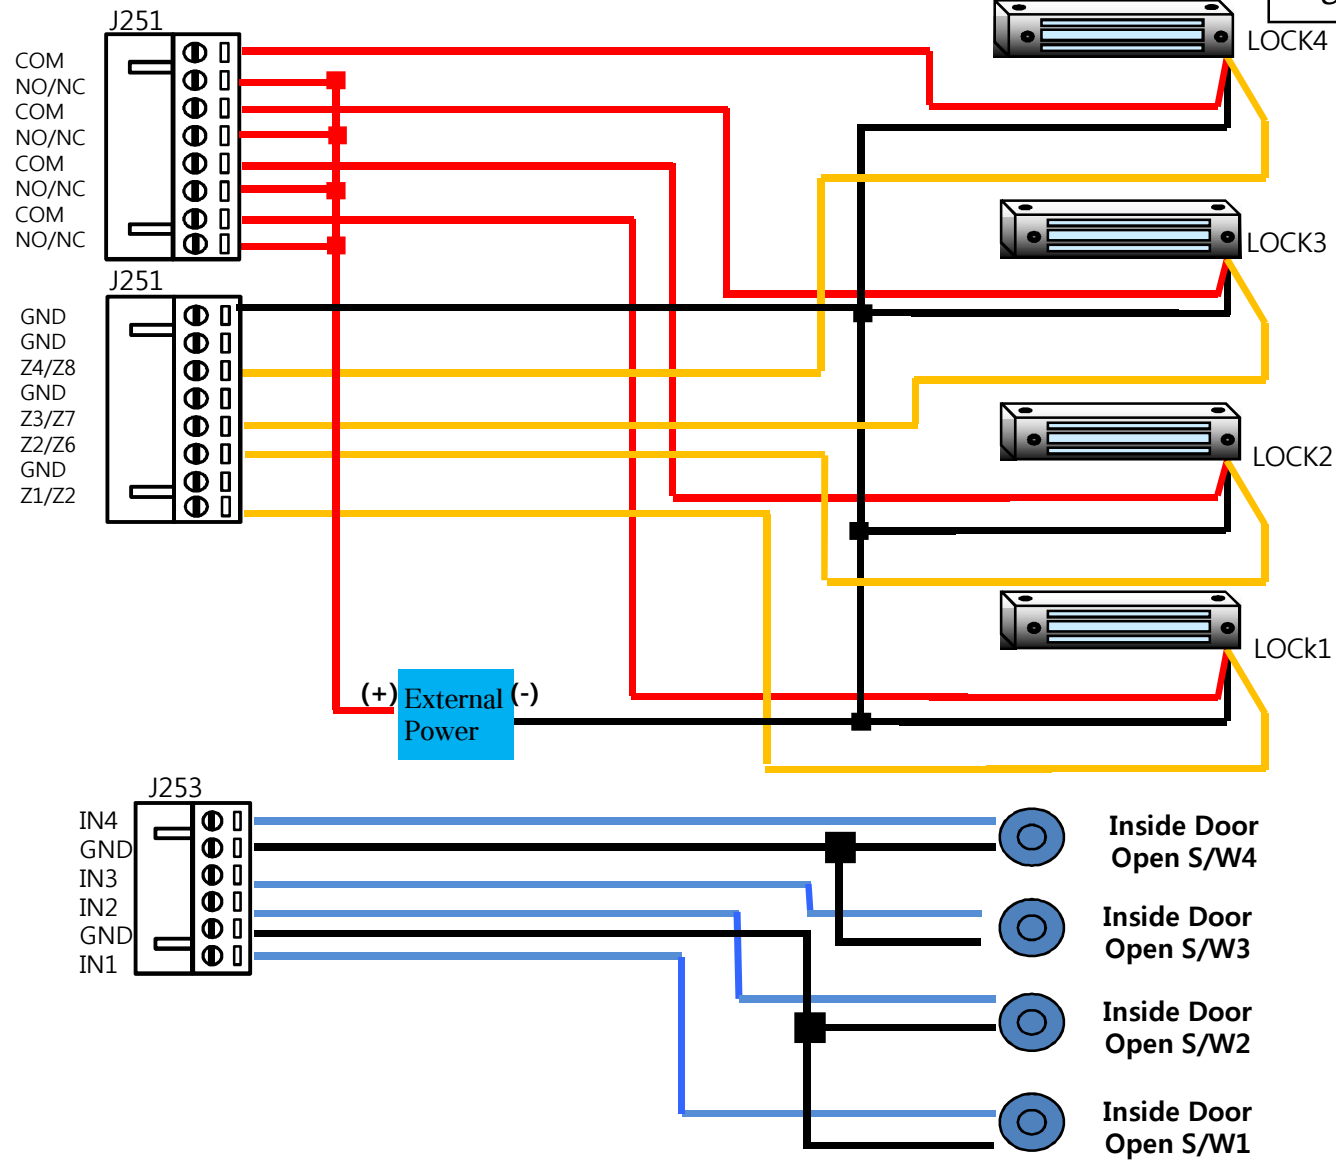 J251
COM
NO/NC
COM
NO/NC
COM
NO/NC
COM
NO/NC
LOCK4
LOCK3
J251
GND
GND
Z4/Z8
GND
Z3/Z7
Z2/Z6
GND
Z1/Z2
LOCK2
LOCk1
(+) External (-)
Power
J253
IN4
GND
IN3
IN2
GND
IN1
Inside Door
Open S/W4
Inside Door
Open S/W3
Inside Door
Open S/W2
Inside Door
Open S/W1